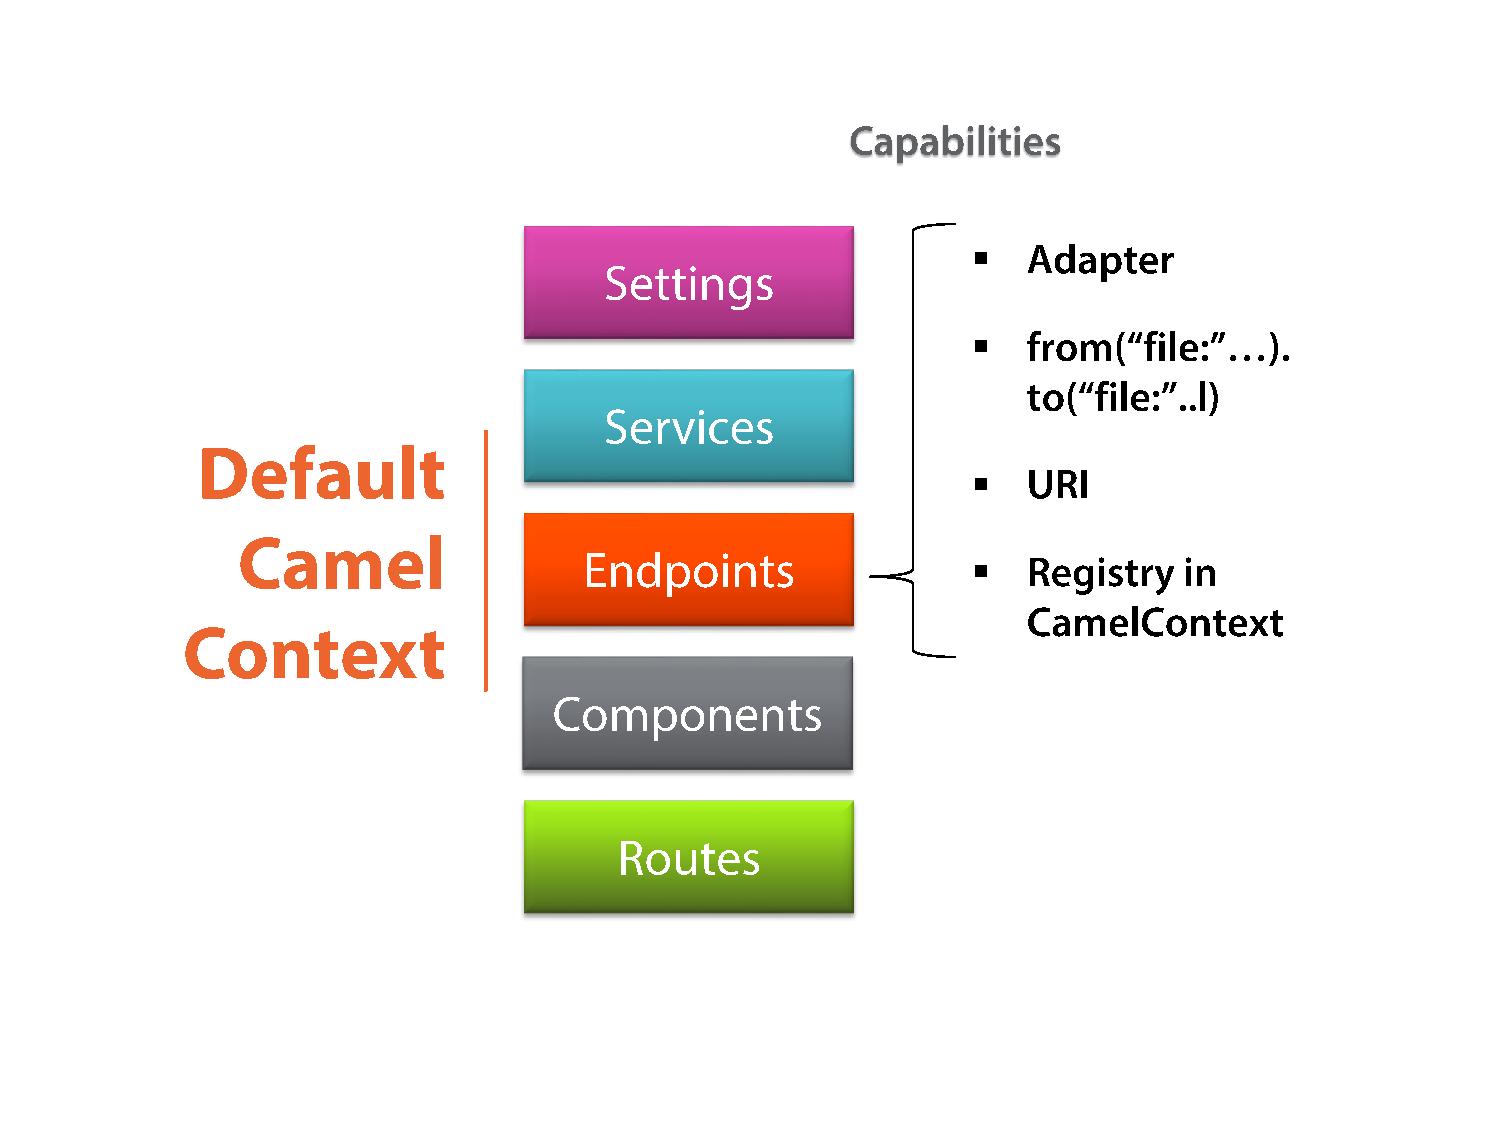 Capabilities
Default
Camel
Context
Settings
Services
Endpoints
Components
Routes
▪ Adapter
▪ from(“file:”…).
to(“file:”..l)
▪ URI
▪ Registry in
CamelContext